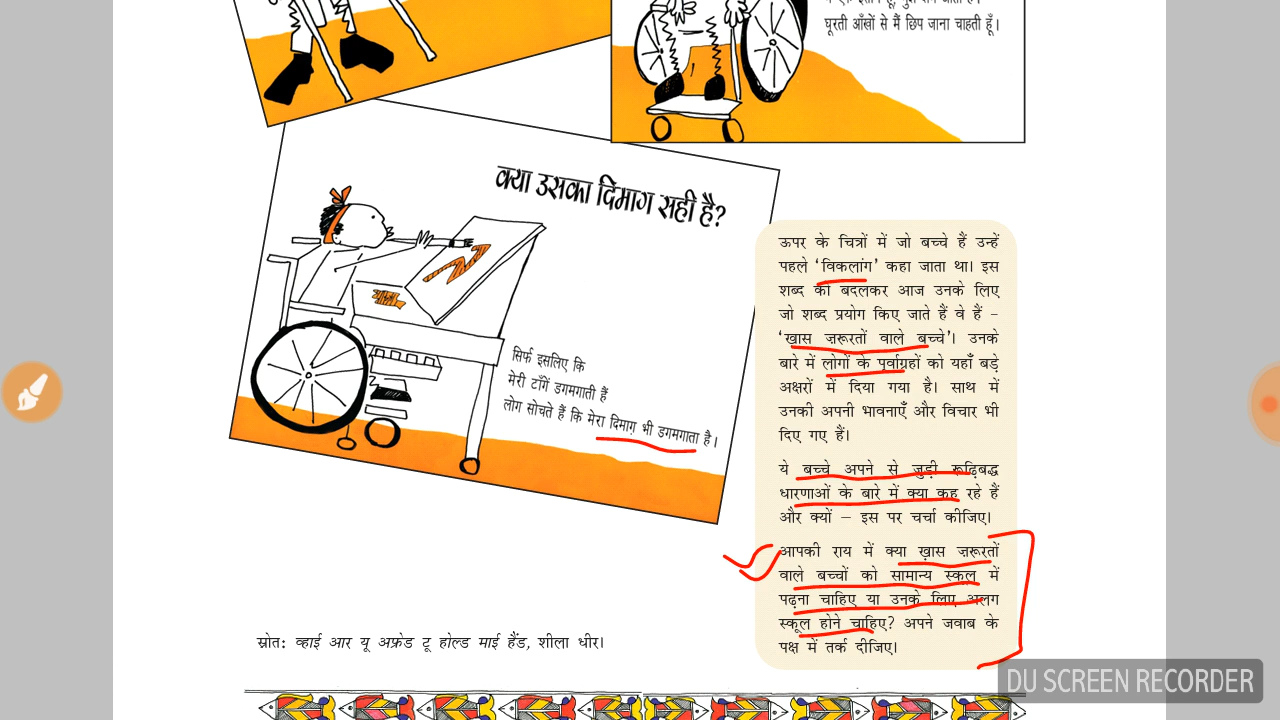 घूरती आँखों से मैं छिप जाना चाहती हूँ।
क्या उसका दिमाग सही है?
सिर्फ इसलिए कि
मेरी टाँगें डगमगाती हैं
लोग सोचते हैं कि मेरा दिमाग़ भी डगमगाता है।
ऊपर के चित्रों में जो बच्चे हैं उन्हें
पहले ‘विकलांग’ कहा जाता था। इस
शब्द को बदलकर आज उनके लिए
जो शब्द प्रयोग किए जाते हैं वे हैं –
‘ख़ास ज़रूरतों वाले बच्चे’। उनके
बारे में लोगों के पूर्वाग्रहों को यहाँ बड़े
अक्षरों में दिया गया है। साथ में
उनकी अपनी भावनाएँ और विचार भी
दिए गए हैं।
ये बच्चे अपने से जुड़ी रूढ़िबद्ध
धारणाओं के बारे में क्या कह रहे हैं
और क्यों – इस पर चर्चा कीजिए।
आपकी राय में क्या ख़ास ज़रूरतों
वाले बच्चों को सामान्य स्कूल में
पढ़ना चाहिए या उनके लिए अलग
स्कूल होने चाहिए? अपने जवाब के
पक्ष में तर्क दीजिए।
स्रोत: व्हाई आर यू अफ्रेड टू होल्ड माई हैंड, शीला धीर।
DU SCREEN RECORDER